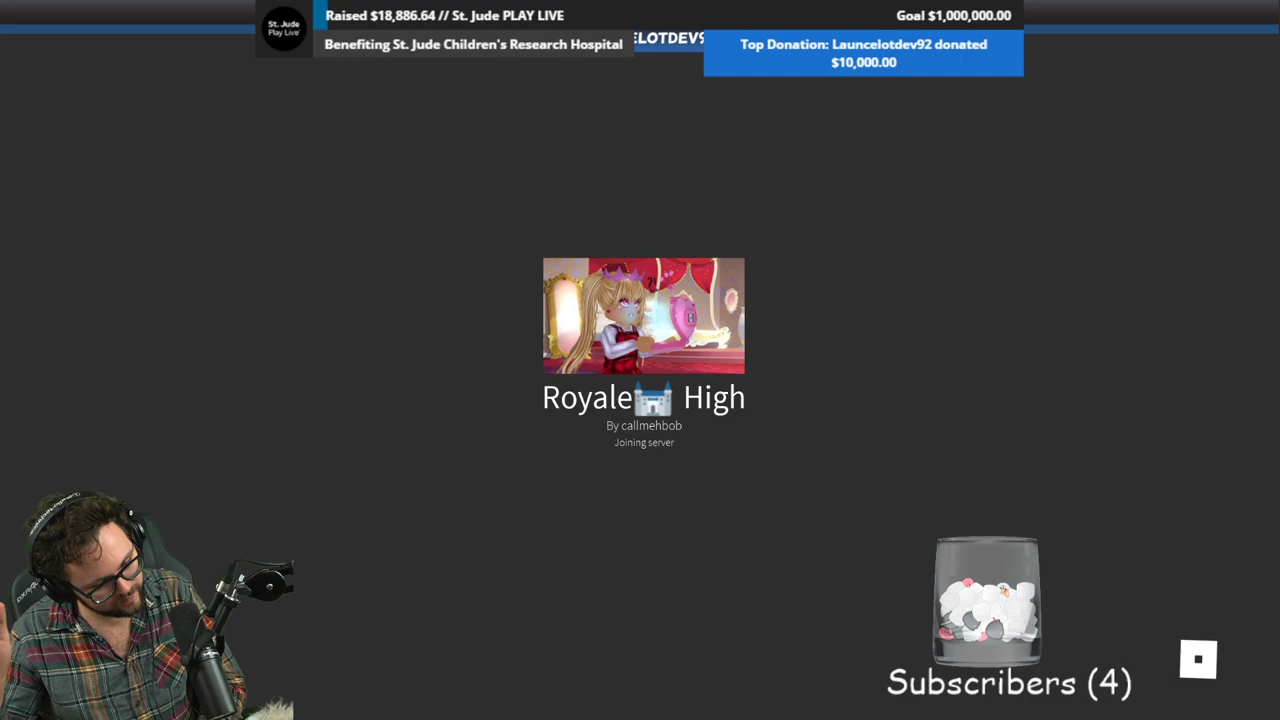 St. Jude
PLAY LIVE
Raised $18,886.64 // St. Jude PLAY LIVE
Goal $1,000,000.00
Benefiting St. Jude Children's Research Hospital
ELOTDEV9
Top Donation: Launcelotdev92 donated
$10,000.00
Royale🏰 High
By callmehbob
Joining server
Subscribers (4)